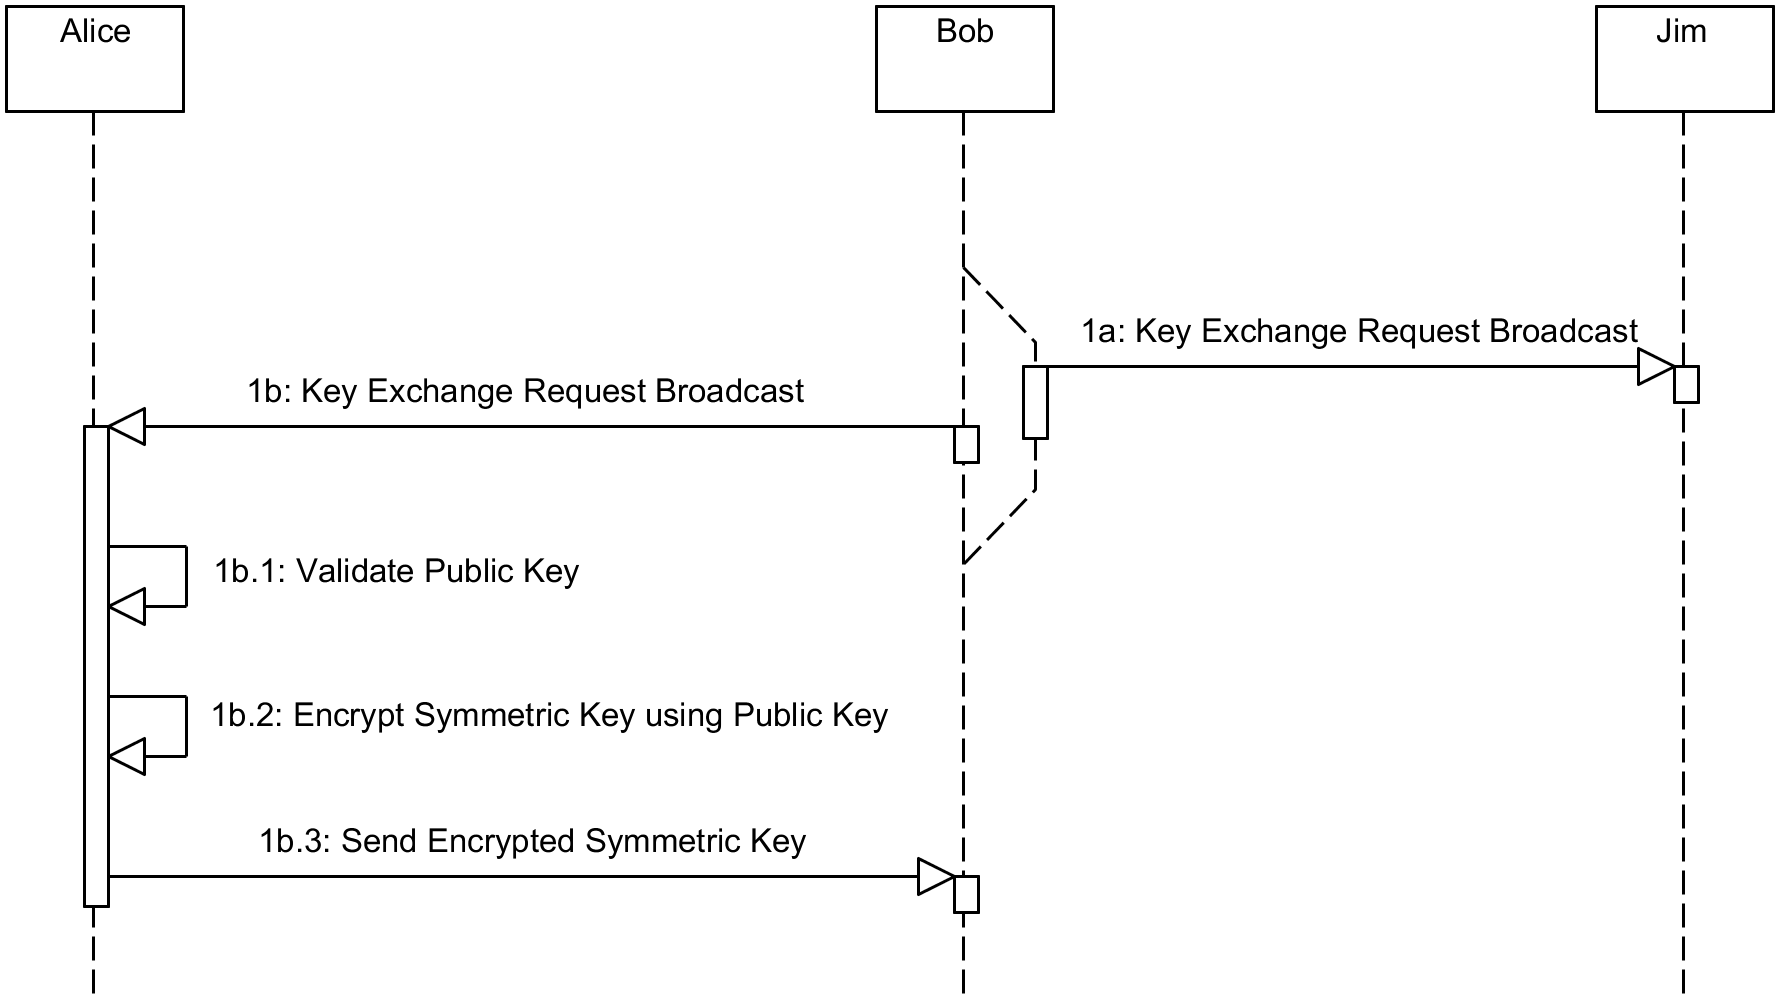 Alice
Bob
Jim
1a: Key Exchange Request Broadcast
1b: Key Exchange Request Broadcast
1b.1: Validate Public Key
1b.2: Encrypt Symmetric Key using Public Key
1b.3: Send Encrypted Symmetric Key